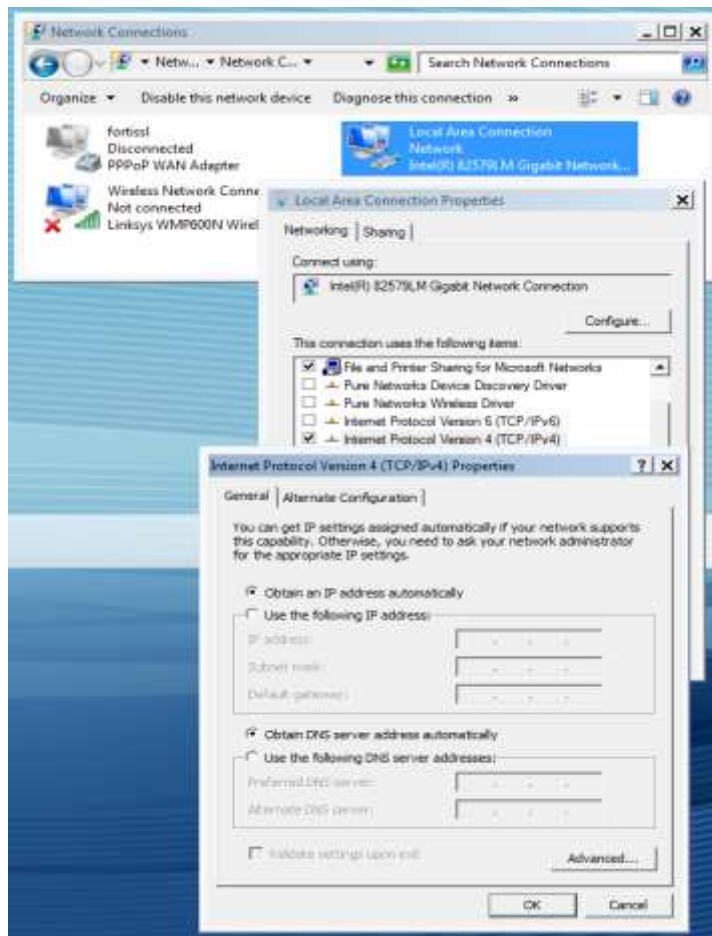 Network Connections
Netw... Network C...
Search Network Connections
Organize Disable this network device Diagnose this connection »
fortissl
Disconnected
PPPoP WAN Adapter
Local Area Connection
Network
Intel(R) 82579LM Gigabit Network...
Wireless Network Conne
Not connected
Linksys WMP600N Wirel
Local Area Connection Properties
Networking Sharing
Connect using:
Intel(R) 82579LM Gigabit Network Connection
Configure...
This connection uses the following items:
File and Printer Sharing for Microsoft Networks
Pure Networks Device Discovery Driver
Pure Networks Wireless Driver
Internet Protocol Version 6 (TCP/IPv6)
Internet Protocol Version 4 (TCP/IPv4)
Internet Protocol Version 4 (TCP/IPv4) Properties
General Alternate Configuration
You can get IP settings assigned automatically if your network supports
this capability. Otherwise, you need to ask your network administrator
for the appropriate IP settings.
Obtain an IP address automatically
Use the following IP address:
IP address:
Subnet mask:
Default gateway:
Obtain DNS server address automatically
Use the following DNS server addresses:
Preferred DNS server:
Alternate DNS server:
Validate settings upon exit
Advanced...
OK Cancel